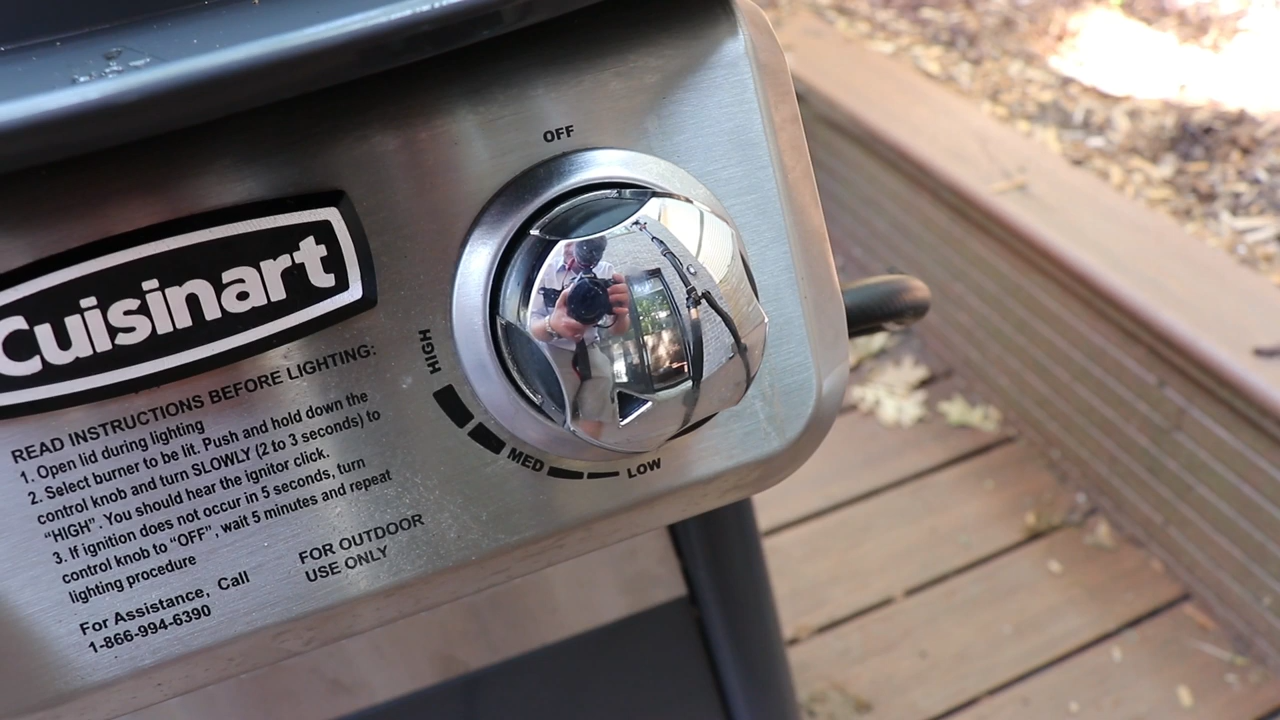 OFF
Cuisinart
HIGH
MED
LOW
READ INSTRUCTIONS BEFORE LIGHTING:
1. Open lid during lighting
2. Select burner to be lit. Push and hold down the
control knob and turn SLOWLY (2 to 3 seconds) to
“HIGH”. You should hear the ignitor click.
3. If ignition does not occur in 5 seconds, turn
control knob to “OFF”, wait 5 minutes and repeat
lighting procedure
For Assistance, Call
1-866-994-6390
FOR OUTDOOR
USE ONLY